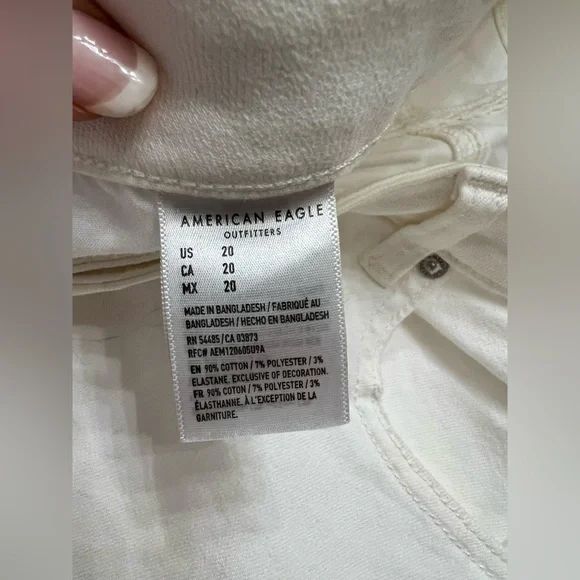 AMERICAN EAGLE
OUTFITTERS
US 20
CA 20
MX 20
MADE IN BANGLADESH / FABRIQUÉ AU
BANGLADESH / HECHO EN BANGLADESH
RN 54485 / CA 03873
RFC# AEM120605U9A
EN 90% COTTON / 7% POLYESTER / 3%
ELASTANE. EXCLUSIVE OF DECORATION.
FR 90% COTON / 7% POLYESTER / 3%
ÉLASTHANNE. À L'EXCEPTION DE LA
GARNITURE.